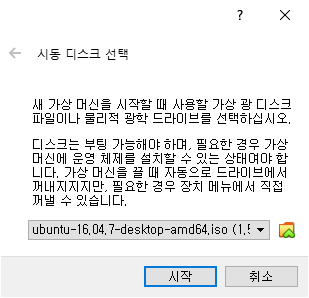 ?
시동 디스크 선택
새 가상 머신을 시작할 때 사용할 가상 광 디스크
파일이나 물리적 광학 드라이브를 선택하십시오.
디스크는 부팅 가능해야 하며, 필요한 경우 가상
머신에 운영 체제를 설치할 수 있는 상태여야 합
니다. 가상 머신을 끌 때 자동으로 드라이브에서
꺼내지지만, 필요한 경우 장치 메뉴에서 직접
꺼낼 수 있습니다.
ubuntu-16.04.7-desktop-amd64.iso (1.5
시작 취소